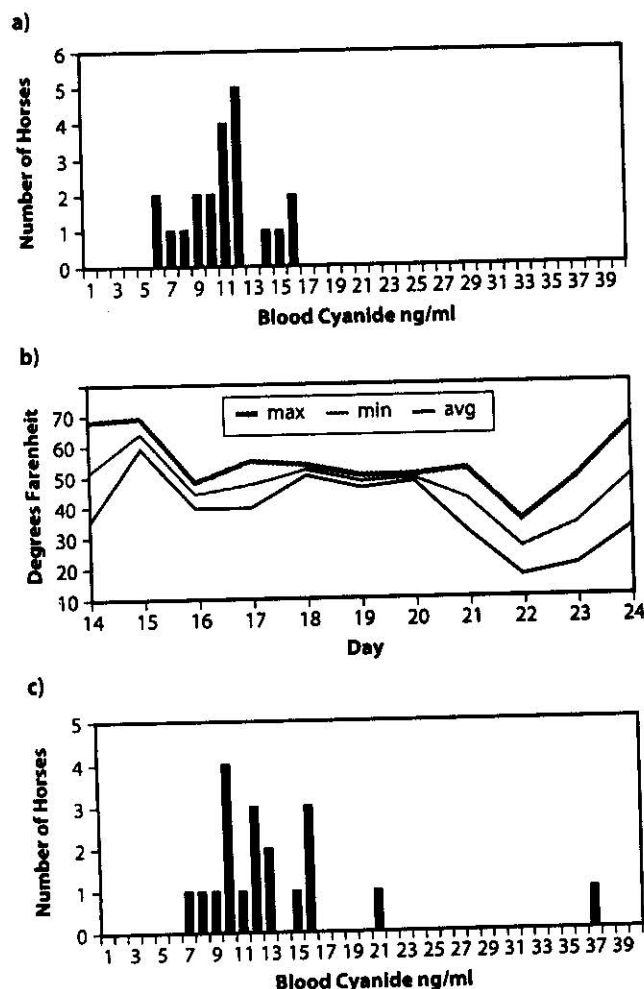 a)
Number of Horses
6
5
4
3
2
1
0
1 3 5 7 9 11 13 15 17 19 21 23 25 27 29 31 33 35 37 39
Blood Cyanide ng/ml
b)
Degrees Farenheit
max min avg
70
60
50
40
30
20
10
14 15 16 17 18 19 20 21 22 23 24
Day
c)
Number of Horses
5
4
3
2
1
0
1 3 5 7 9 11 13 15 17 19 21 23 25 27 29 31 33 35 37 39
Blood Cyanide ng/ml